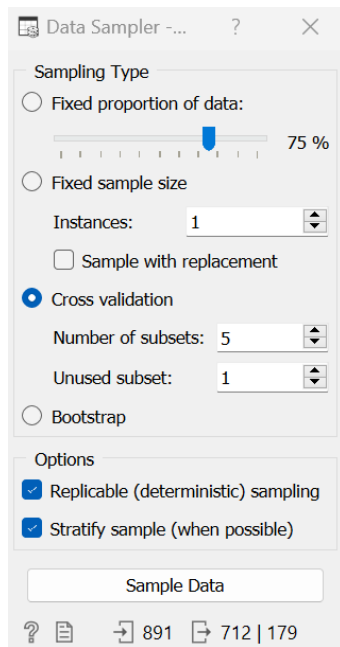 Data Sampler -... ?
Sampling Type
Fixed proportion of data:
75 %
Fixed sample size
Instances: 1
Sample with replacement
Cross validation
Number of subsets: 5
Unused subset: 1
Bootstrap
Options
Replicable (deterministic) sampling
Stratify sample (when possible)
Sample Data
? 891 712 | 179